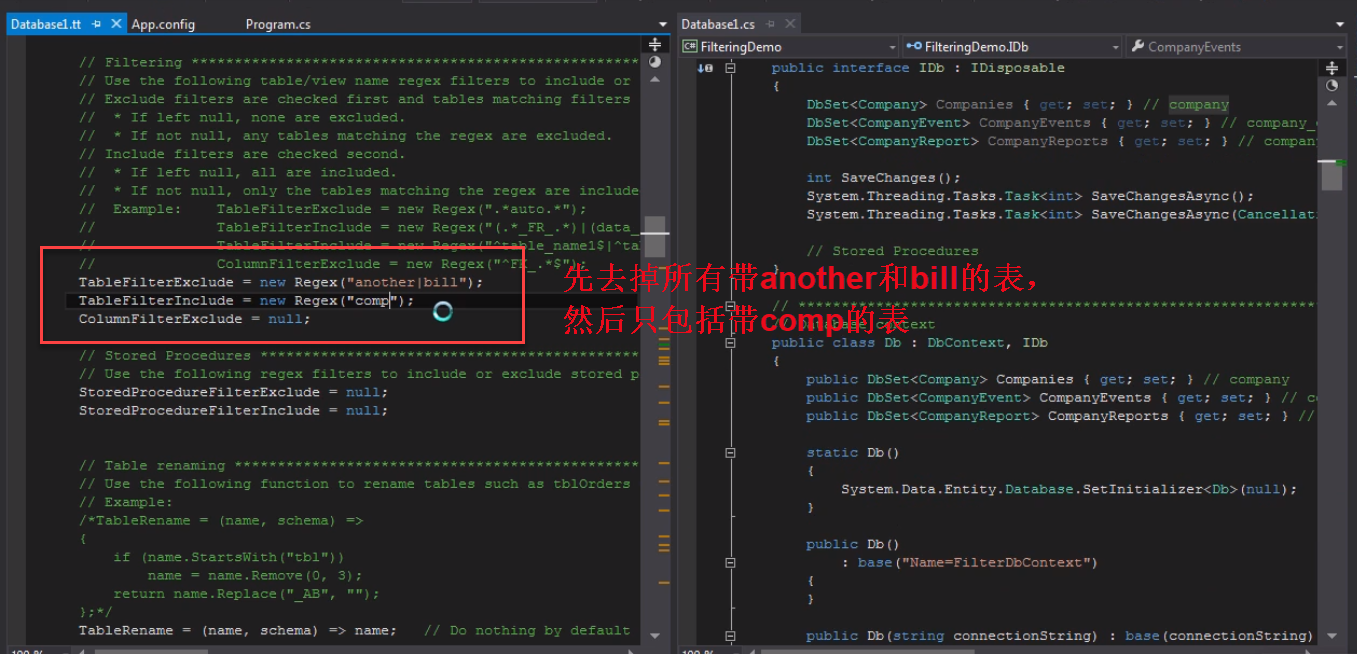 Database1.tt
App.config
Program.cs
// Filtering ****************************************************
// Use the following table/view name regex filters to include or
// Exclude filters are checked first and tables matching filters
//  * If left null, none are excluded.
//  * If not null, any tables matching the regex are excluded.
// Include filters are checked second.
//  * If left null, all are included.
//  * If not null, only the tables matching the regex are include
//  Example:    TableFilterExclude = new Regex(".*auto.*");
//              TableFilterInclude = new Regex("(.*_FR_.*)|(data_
//              TableFilterInclude = new Regex("^table_name1$|^ta
//              ColumnFilterExclude = new Regex("^FK_.*$");
TableFilterExclude = new Regex("another|bill");
TableFilterInclude = new Regex("comp");
ColumnFilterExclude = null;
// Stored Procedures ********************************************
// Use the following regex filters to include or exclude stored p
StoredProcedureFilterExclude = null;
StoredProcedureFilterInclude = null;
// Table renaming ***********************************************
// Use the following function to rename tables such as tblOrders
// Example:
/*TableRename = (name, schema) =>
{
    if (name.StartsWith("tbl"))
        name = name.Remove(0, 3);
    return name.Replace("_AB", "");
};*/
TableRename = (name, schema) => name;   // Do nothing by default
先去掉所有带another和bill的表，
然后只包括带comp的表
Database1.cs
FilteringDemo
FilteringDemo.IDb
CompanyEvents
public interface IDb : IDisposable
{
    DbSet<Company> Companies { get; set; } // company
    DbSet<CompanyEvent> CompanyEvents { get; set; } // company_
    DbSet<CompanyReport> CompanyReports { get; set; } // compan
    int SaveChanges();
    System.Threading.Tasks.Task<int> SaveChangesAsync();
    System.Threading.Tasks.Task<int> SaveChangesAsync(Cancellati
    // Stored Procedures
}
// ************************************************************
// Database context
public class Db : DbContext, IDb
{
    public DbSet<Company> Companies { get; set; } // company
    public DbSet<CompanyEvent> CompanyEvents { get; set; } // c
    public DbSet<CompanyReport> CompanyReports { get; set; } //
    static Db()
    {
        System.Data.Entity.Database.SetInitializer<Db>(null);
    }
    public Db()
        : base("Name=FilterDbContext")
    {
    }
    public Db(string connectionString) : base(connectionString)